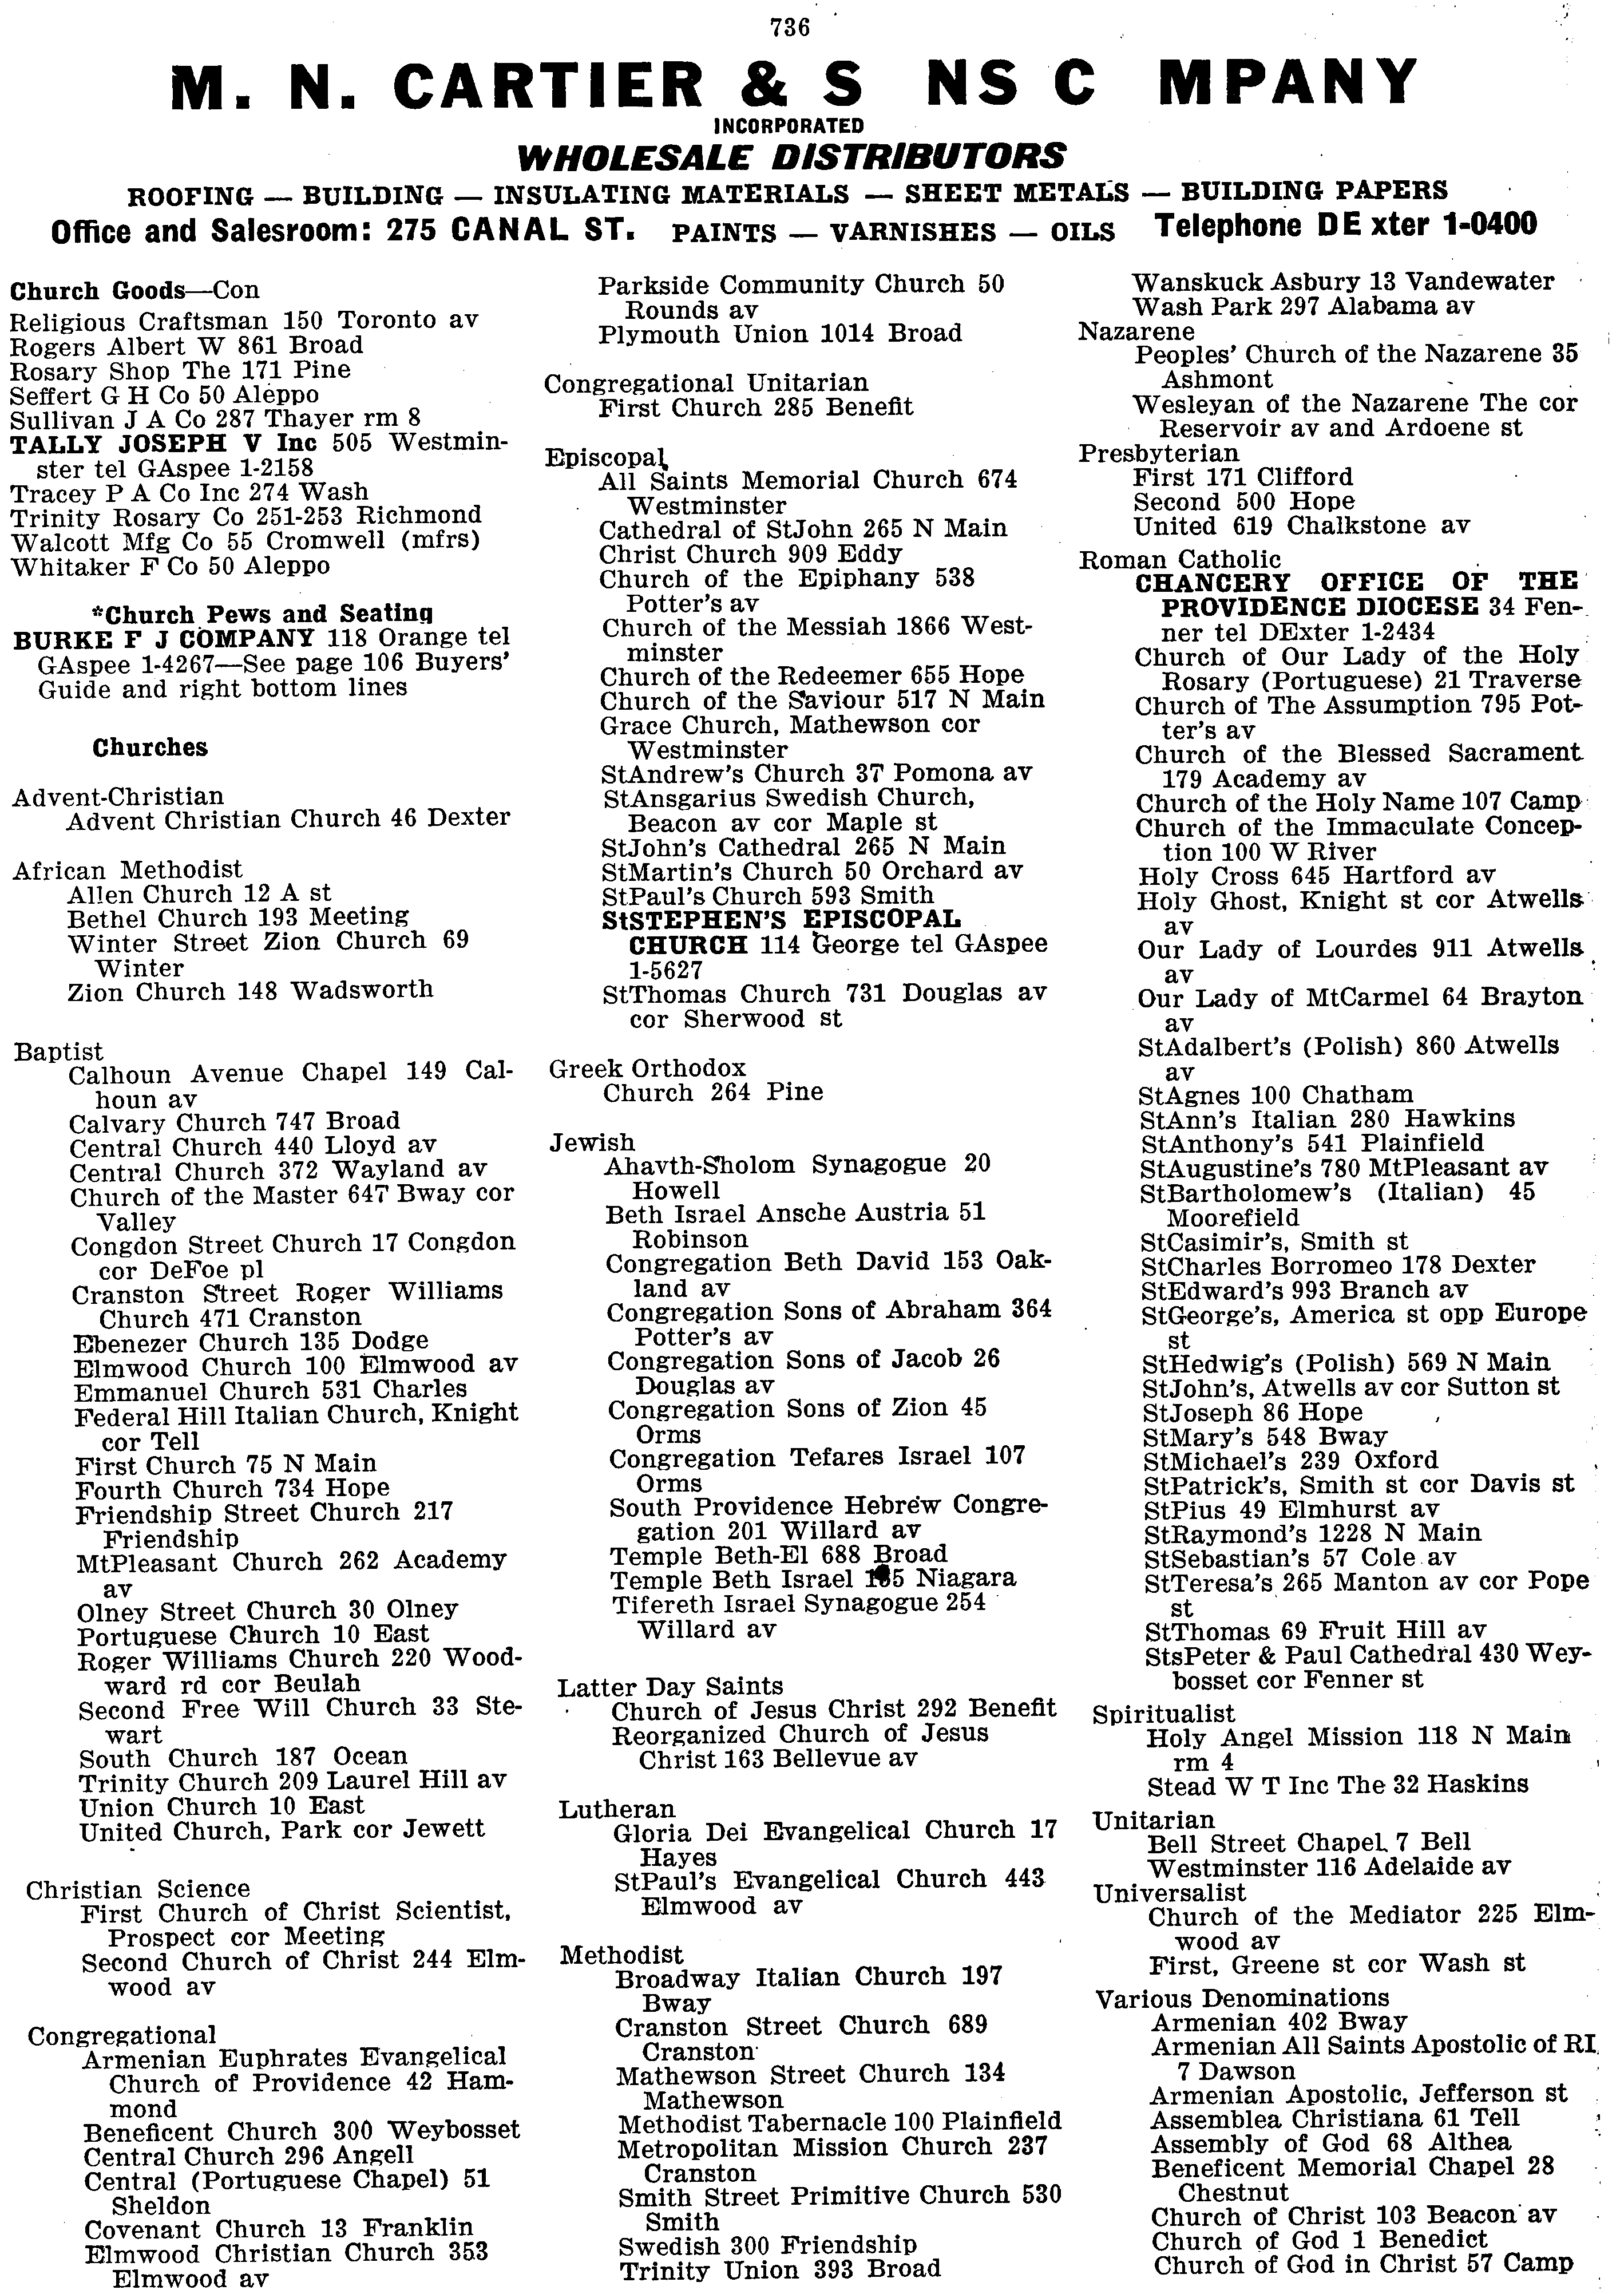 736
M. N. CARTIER & S NS C MPANY
INCORPORATED
WHOLESALE DISTRIBUTORS
ROOFING — BUILDING — INSULATING MATERIALS — SHEET METALS — BUILDING PAPERS
Office and Salesroom: 275 CANAL ST. PAINTS — VARNISHES — OILS Telephone DE xter 1-0400
Church Goods—Con
Religious Craftsman 150 Toronto av
Rogers Albert W 861 Broad
Rosary Shop The 171 Pine
Seffert G H Co 50 Aleppo
Sullivan J A Co 287 Thayer rm 8
TALLY JOSEPH V Inc 505 Westmin-
ster tel GAspee 1-2158
Tracey P A Co Inc 274 Wash
Trinity Rosary Co 251-253 Richmond
Walcott Mfg Co 55 Cromwell (mfrs)
Whitaker F Co 50 Aleppo
*Church Pews and Seating
BURKE F J COMPANY 118 Orange tel
GAspee 1-4267—See page 106 Buyers'
Guide and right bottom lines
Churches
Advent-Christian
Advent Christian Church 46 Dexter
African Methodist
Allen Church 12 A st
Bethel Church 193 Meeting
Winter Street Zion Church 69
Winter
Zion Church 148 Wadsworth
Baptist
Calhoun Avenue Chapel 149 Cal-
houn av
Calvary Church 747 Broad
Central Church 440 Lloyd av
Central Church 372 Wayland av
Church of the Master 647 Bway cor
Valley
Congdon Street Church 17 Congdon
cor DeFoe pl
Cranston Street Roger Williams
Church 471 Cranston
Ebenezer Church 135 Dodge
Elmwood Church 100 Elmwood av
Emmanuel Church 531 Charles
Federal Hill Italian Church, Knight
cor Tell
First Church 75 N Main
Fourth Church 734 Hope
Friendship Street Church 217
Friendship
MtPleasant Church 262 Academy
av
Olney Street Church 30 Olney
Portuguese Church 10 East
Roger Williams Church 220 Wood-
ward rd cor Beulah
Second Free Will Church 33 Ste-
wart
South Church 187 Ocean
Trinity Church 209 Laurel Hill av
Union Church 10 East
United Church, Park cor Jewett
Christian Science
First Church of Christ Scientist,
Prospect cor Meeting
Second Church of Christ 244 Elm-
wood av
Congregational
Armenian Euphrates Evangelical
Church of Providence 42 Ham-
mond
Beneficent Church 300 Weybosset
Central Church 296 Angell
Central (Portuguese Chapel) 51
Sheldon
Covenant Church 13 Franklin
Elmwood Christian Church 353
Elmwood av
Parkside Community Church 50
Rounds av
Plymouth Union 1014 Broad
Congregational Unitarian
First Church 285 Benefit
Episcopal
All Saints Memorial Church 674
Westminster
Cathedral of StJohn 265 N Main
Christ Church 909 Eddy
Church of the Epiphany 538
Potter's av
Church of the Messiah 1866 West-
minster
Church of the Redeemer 655 Hope
Church of the Saviour 517 N Main
Grace Church, Mathewson cor
Westminster
StAndrew's Church 37 Pomona av
StAnsgarius Swedish Church,
Beacon av cor Maple st
StJohn's Cathedral 265 N Main
StMartin's Church 50 Orchard av
StPaul's Church 593 Smith
StSTEPHEN'S EPISCOPAL
CHURCH 114 George tel GAspee
1-5627
StThomas Church 731 Douglas av
cor Sherwood st
Greek Orthodox
Church 264 Pine
Jewish
Ahavth-Sholom Synagogue 20
Howell
Beth Israel Ansche Austria 51
Robinson
Congregation Beth David 153 Oak-
land av
Congregation Sons of Abraham 364
Potter's av
Congregation Sons of Jacob 26
Douglas av
Congregation Sons of Zion 45
Orms
Congregation Tefares Israel 107
Orms
South Providence Hebrew Congre-
gation 201 Willard av
Temple Beth-El 688 Broad
Temple Beth Israel Niagara
Tifereth Israel Synagogue 254
Willard av
Latter Day Saints
Church of Jesus Christ 292 Benefit
Reorganized Church of Jesus
Christ 163 Bellevue av
Lutheran
Gloria Dei Evangelical Church 17
Hayes
StPaul's Evangelical Church 443
Elmwood av
Methodist
Broadway Italian Church 197
Bway
Cranston Street Church 689
Cranston
Mathewson Street Church 134
Mathewson
Methodist Tabernacle 100 Plainfield
Metropolitan Mission Church 237
Cranston
Smith Street Primitive Church 530
Smith
Swedish 300 Friendship
Trinity Union 393 Broad
Wanskuck Asbury 13 Vandewater
Wash Park 297 Alabama av
Nazarene
Peoples' Church of the Nazarene 35
Ashmont
Wesleyan of the Nazarene The cor
Reservoir av and Ardoene st
Presbyterian
First 171 Clifford
Second 500 Hope
United 619 Chalkstone av
Roman Catholic
CHANCERY OFFICE OF THE
PROVIDENCE DIOCESE 34 Fen-
ner tel DExter 1-2434
Church of Our Lady of the Holy
Rosary (Portuguese) 21 Traverse
Church of The Assumption 795 Pot-
ter's av
Church of the Blessed Sacrament
179 Academy av
Church of the Holy Name 107 Camp
Church of the Immaculate Concep-
tion 100 W River
Holy Cross 645 Hartford av
Holy Ghost, Knight st cor Atwells
av
Our Lady of Lourdes 911 Atwells
av
Our Lady of MtCarmel 64 Brayton
av
StAdalbert's (Polish) 860 Atwells
av
StAgnes 100 Chatham
StAnn's Italian 280 Hawkins
StAnthony's 541 Plainfield
StAugustine's 780 MtPleasant av
StBartholomew's (Italian) 45
Moorefield
StCasimir's, Smith st
StCharles Borromeo 178 Dexter
StEdward's 993 Branch av
StGeorge's, America st opp Europe
st
StHedwig's (Polish) 569 N Main
StJohn's, Atwells av cor Sutton st
StJoseph 86 Hope
StMary's 548 Bway
StMichael's 239 Oxford
StPatrick's, Smith st cor Davis st
StPius 49 Elmhurst av
StRaymond's 1228 N Main
StSebastian's 57 Cole av
StTeresa's 265 Manton av cor Pope
st
StThomas 69 Fruit Hill av
StsPeter & Paul Cathedral 430 Wey-
bosset cor Fenner st
Spiritualist
Holy Angel Mission 118 N Main
rm 4
Stead W T Inc The 32 Haskins
Unitarian
Bell Street Chapel 7 Bell
Westminster 116 Adelaide av
Universalist
Church of the Mediator 225 Elm-
wood av
First, Greene st cor Wash st
Various Denominations
Armenian 402 Bway
Armenian All Saints Apostolic of RI
7 Dawson
Armenian Apostolic, Jefferson st
Assemblea Christiana 61 Tell
Assembly of God 68 Althea
Beneficent Memorial Chapel 28
Chestnut
Church of Christ 103 Beacon av
Church of God 1 Benedict
Church of God in Christ 57 Camp